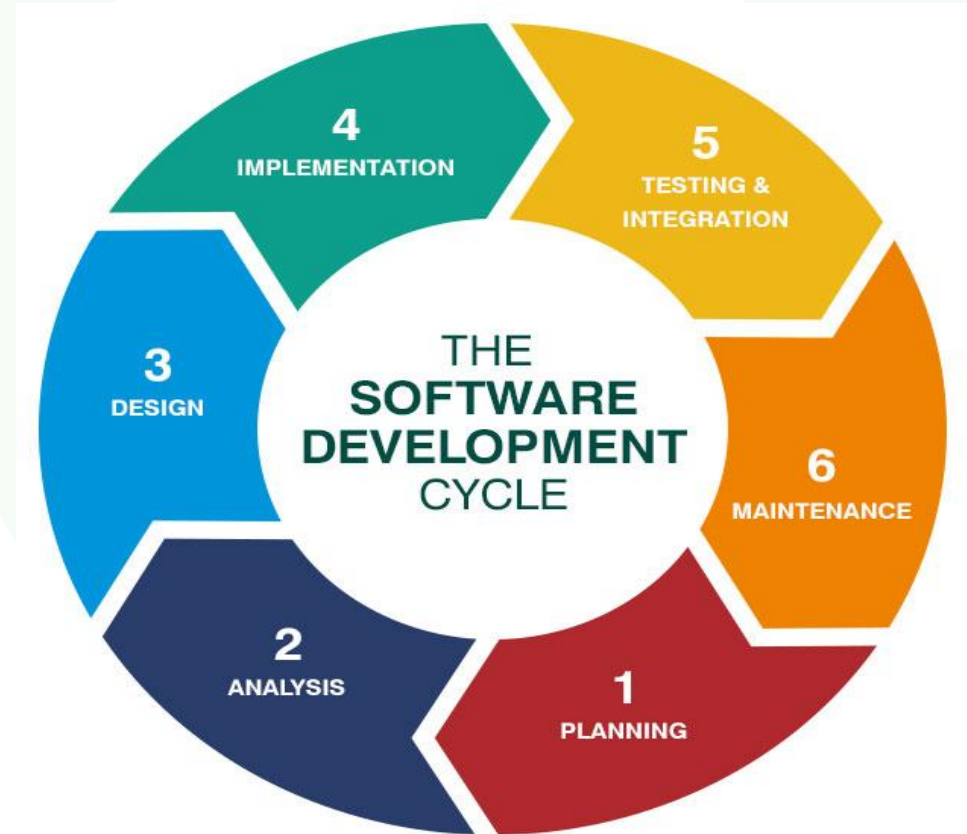 THE
SOFTWARE
DEVELOPMENT
CYCLE
1
PLANNING
2
ANALYSIS
3
DESIGN
4
IMPLEMENTATION
5
TESTING &
INTEGRATION
6
MAINTENANCE